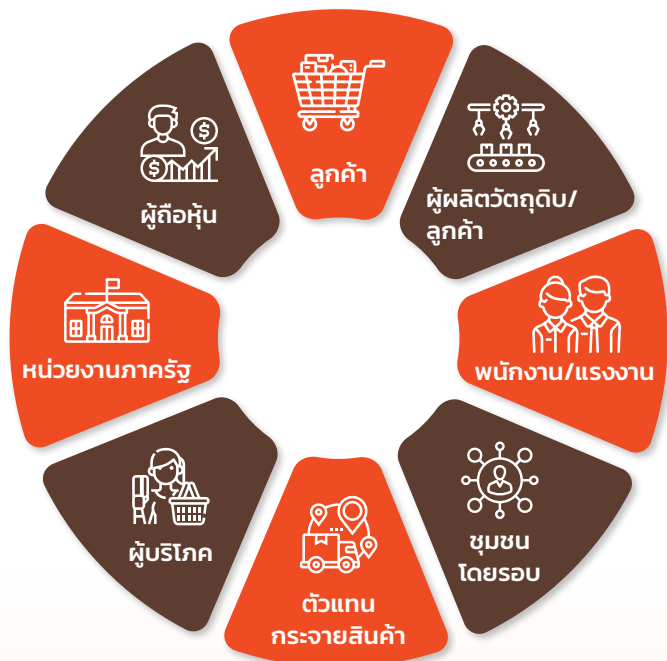 ลูกค้า
ผู้ผลิตวัตถุดิบ/
ลูกค้า
พนักงาน/แรงงาน
ชุมชน
โดยรอบ
ตัวแทน
กระจายสินค้า
ผู้บริโภค
หน่วยงานภาครัฐ
ผู้ถือหุ้น